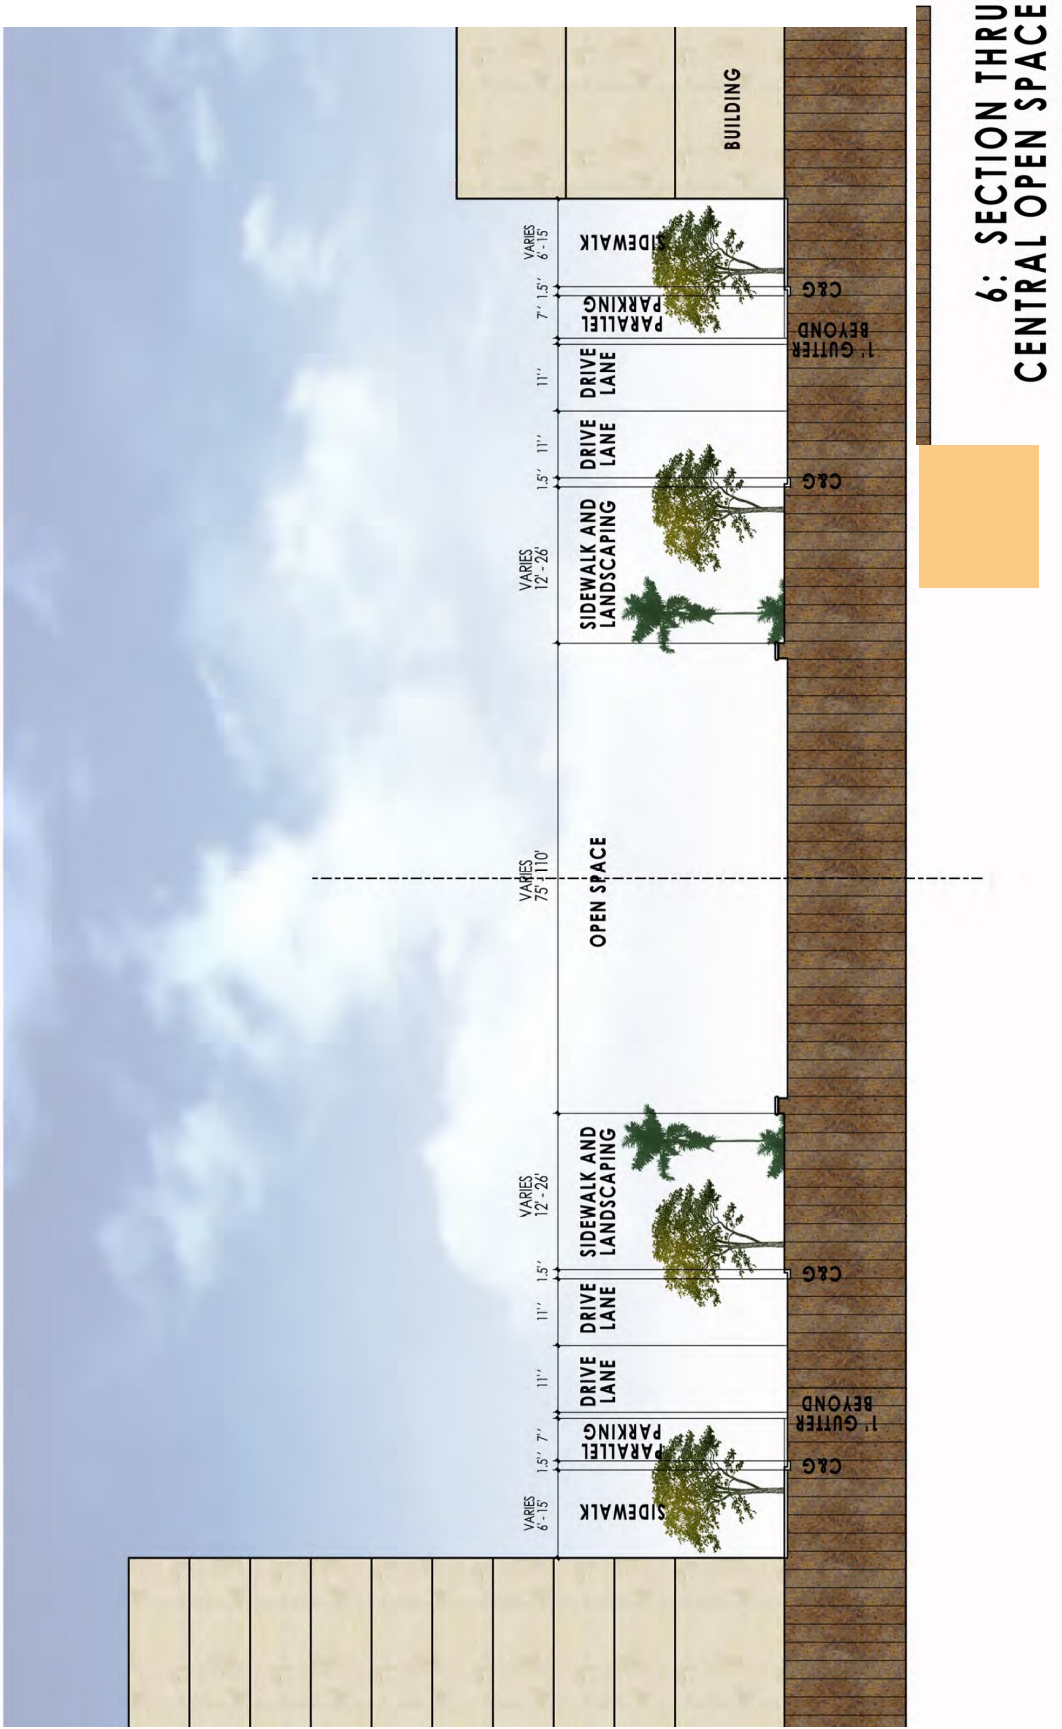 6: SECTION THRU
CENTRAL OPEN SPACE
BUILDING
VARIES
6'-15'
SIDEWALK
1.5'
C&G
7'
PARALLEL
PARKING
1' GUTTER
BEYOND
11'
DRIVE
LANE
11'
DRIVE
LANE
1.5'
C&G
VARIES
12'-26'
SIDEWALK AND
LANDSCAPING
VARIES
75'-110'
OPEN SPACE
VARIES
12'-26'
SIDEWALK AND
LANDSCAPING
1.5'
C&G
11'
DRIVE
LANE
11'
DRIVE
LANE
1' GUTTER
BEYOND
7'
PARALLEL
PARKING
1.5'
C&G
VARIES
6'-15'
SIDEWALK